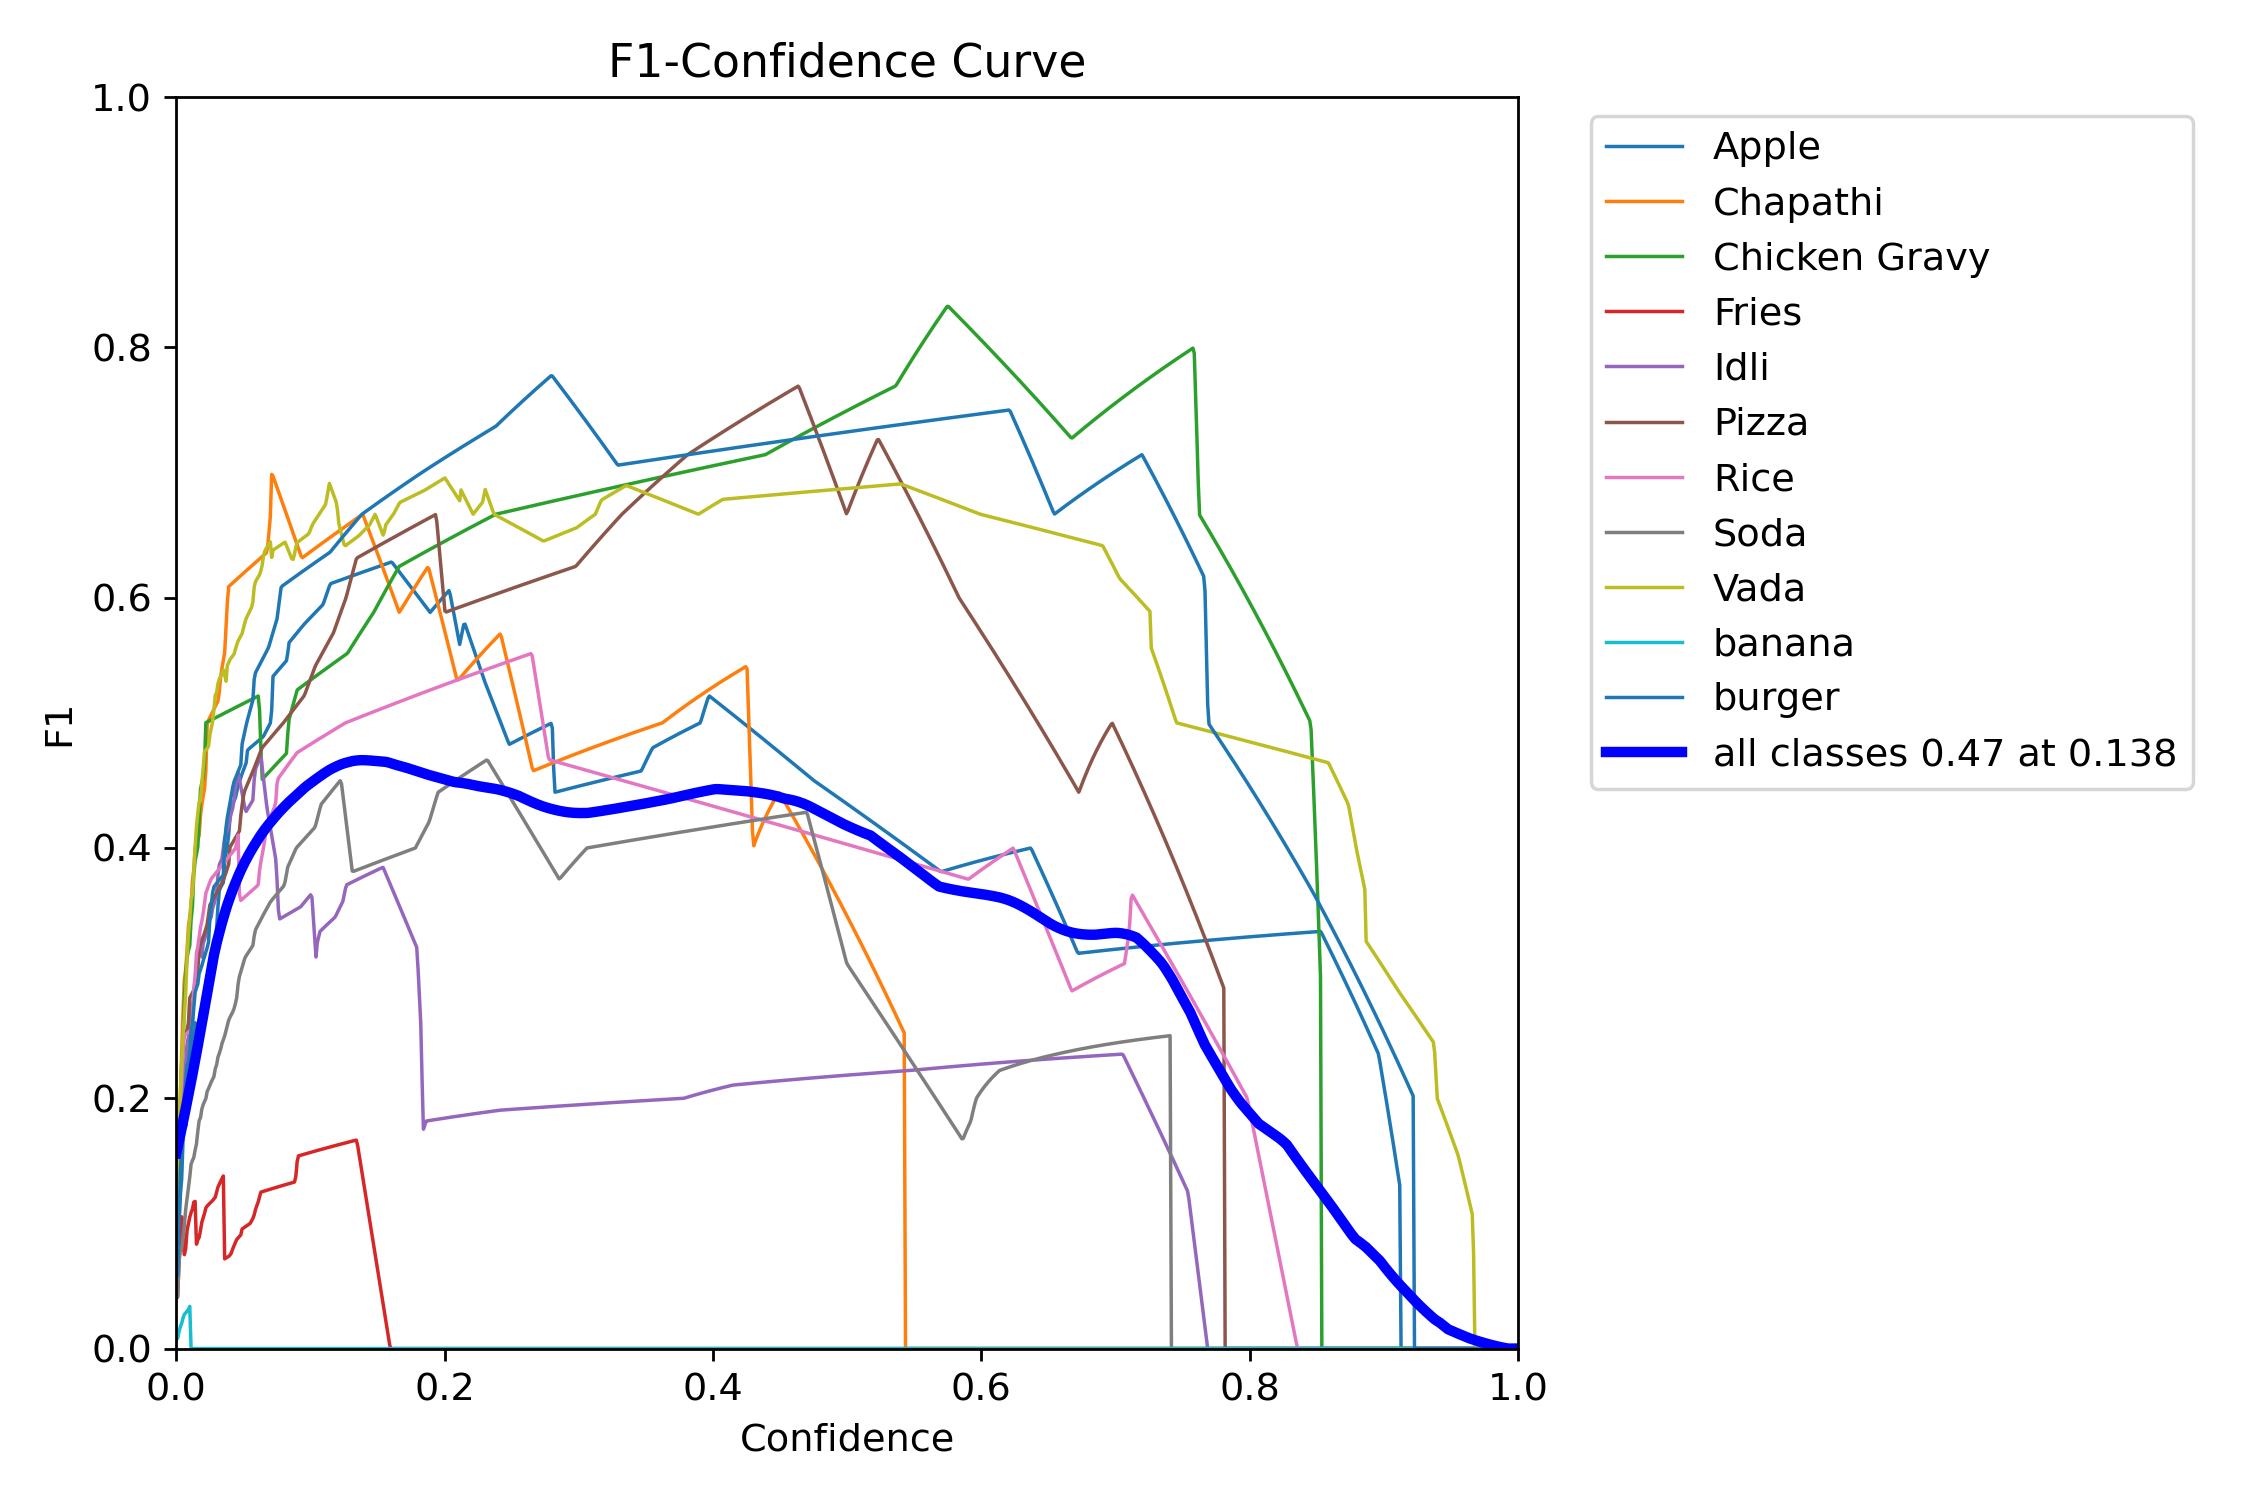 F1-Confidence Curve
1.0
0.8
0.6
0.4
0.2
0.0
F1
0.0 0.2 0.4 0.6 0.8 1.0
Confidence
Apple
Chapathi
Chicken Gravy
Fries
Idli
Pizza
Rice
Soda
Vada
banana
burger
all classes 0.47 at 0.138